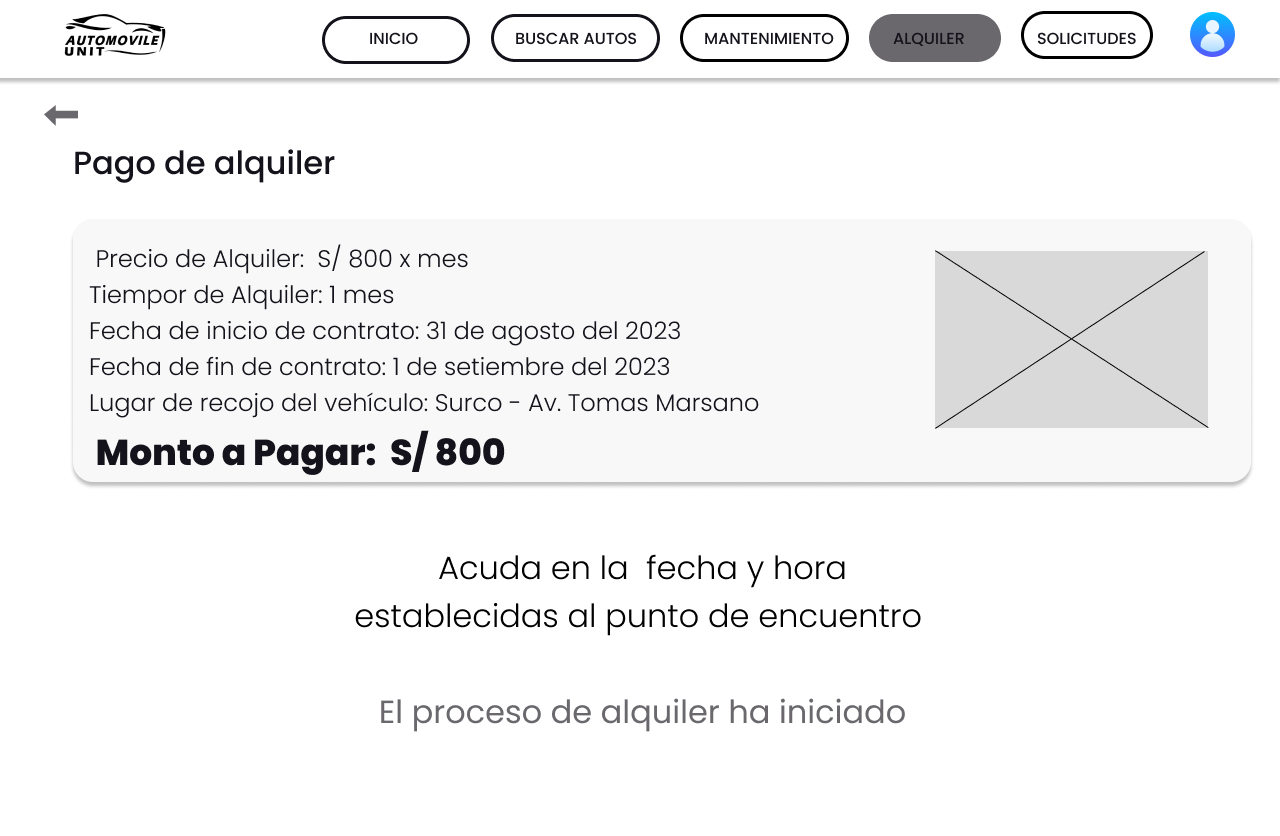 AUTOMOVILE
UNIT
INICIO
BUSCAR AUTOS
MANTENIMIENTO
ALQUILER
SOLICITUDES
Pago de alquiler
Precio de Alquiler: S/ 800 x mes
Tiempor de Alquiler: 1 mes
Fecha de inicio de contrato: 31 de agosto del 2023
Fecha de fin de contrato: 1 de setiembre del 2023
Lugar de recojo del vehículo: Surco - Av. Tomas Marsano
Monto a Pagar: S/ 800
Acuda en la fecha y hora
establecidas al punto de encuentro
El proceso de alquiler ha iniciado